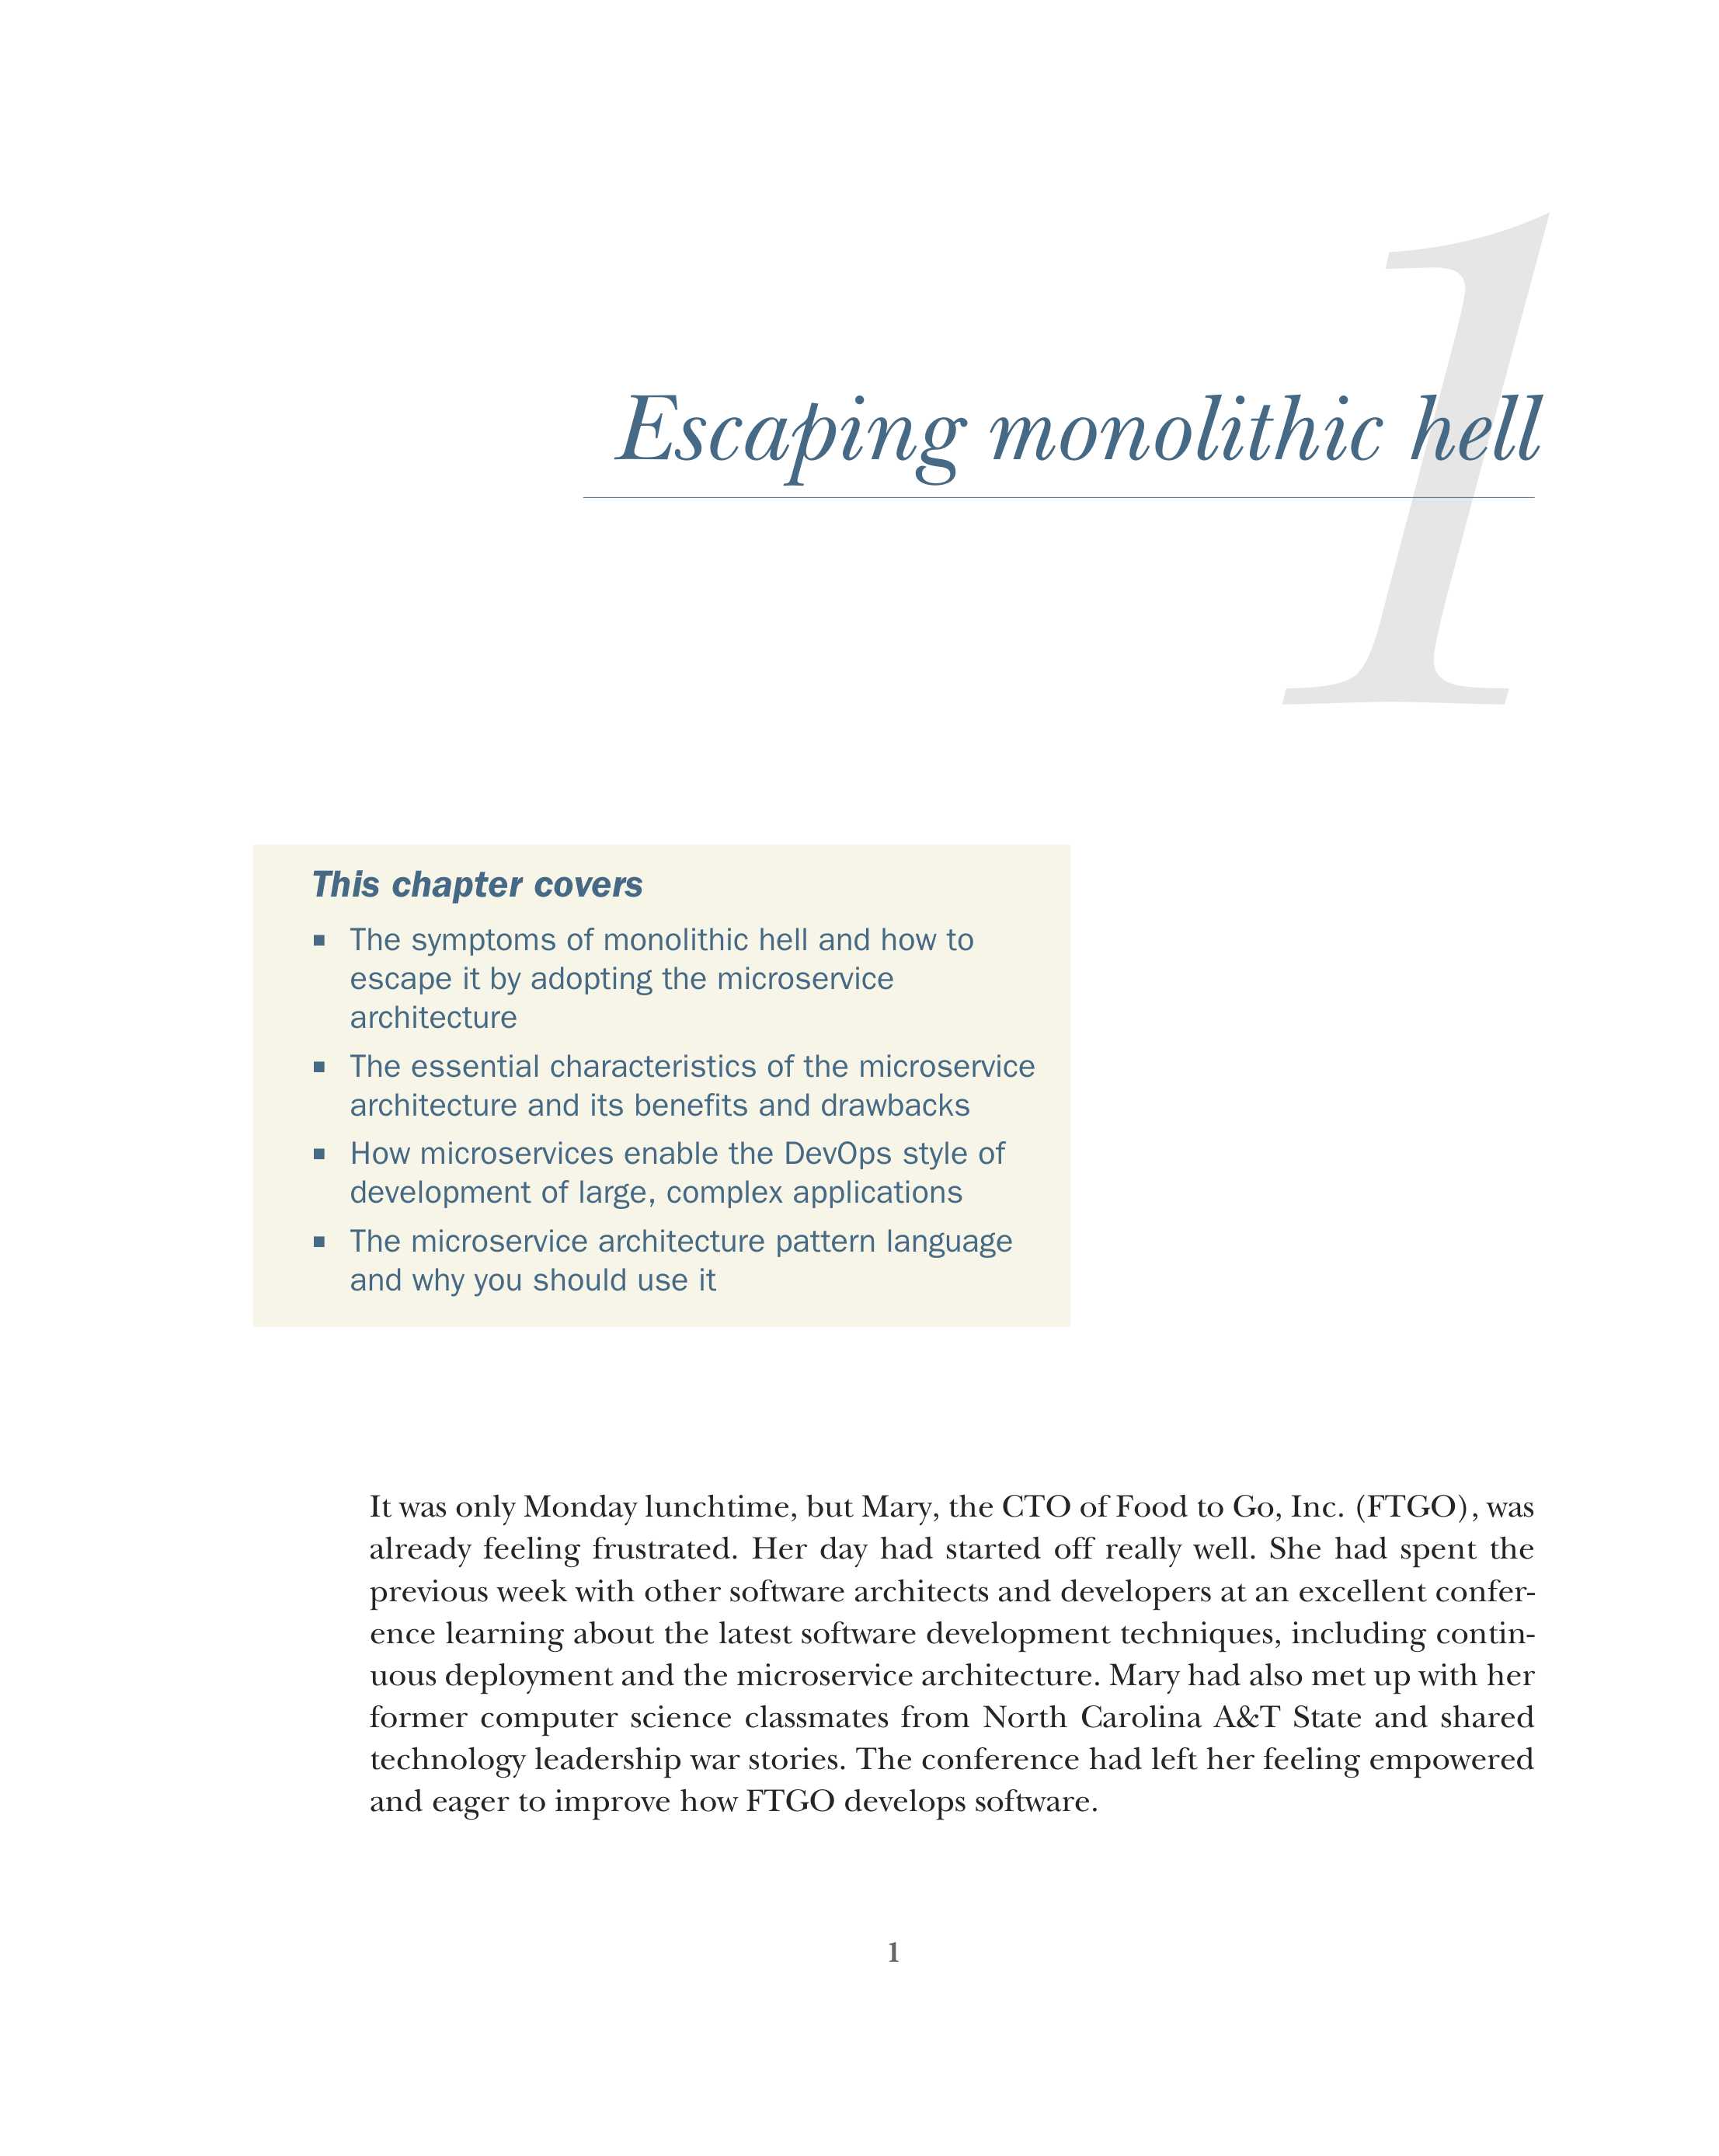 1
Escaping monolithic hell
This chapter covers
■ The symptoms of monolithic hell and how to
escape it by adopting the microservice
architecture
■ The essential characteristics of the microservice
architecture and its benefits and drawbacks
■ How microservices enable the DevOps style of
development of large, complex applications
■ The microservice architecture pattern language
and why you should use it
It was only Monday lunchtime, but Mary, the CTO of Food to Go, Inc. (FTGO), was
already feeling frustrated. Her day had started off really well. She had spent the
previous week with other software architects and developers at an excellent confer-
ence learning about the latest software development techniques, including contin-
uous deployment and the microservice architecture. Mary had also met up with her
former computer science classmates from North Carolina A&T State and shared
technology leadership war stories. The conference had left her feeling empowered
and eager to improve how FTGO develops software.
1